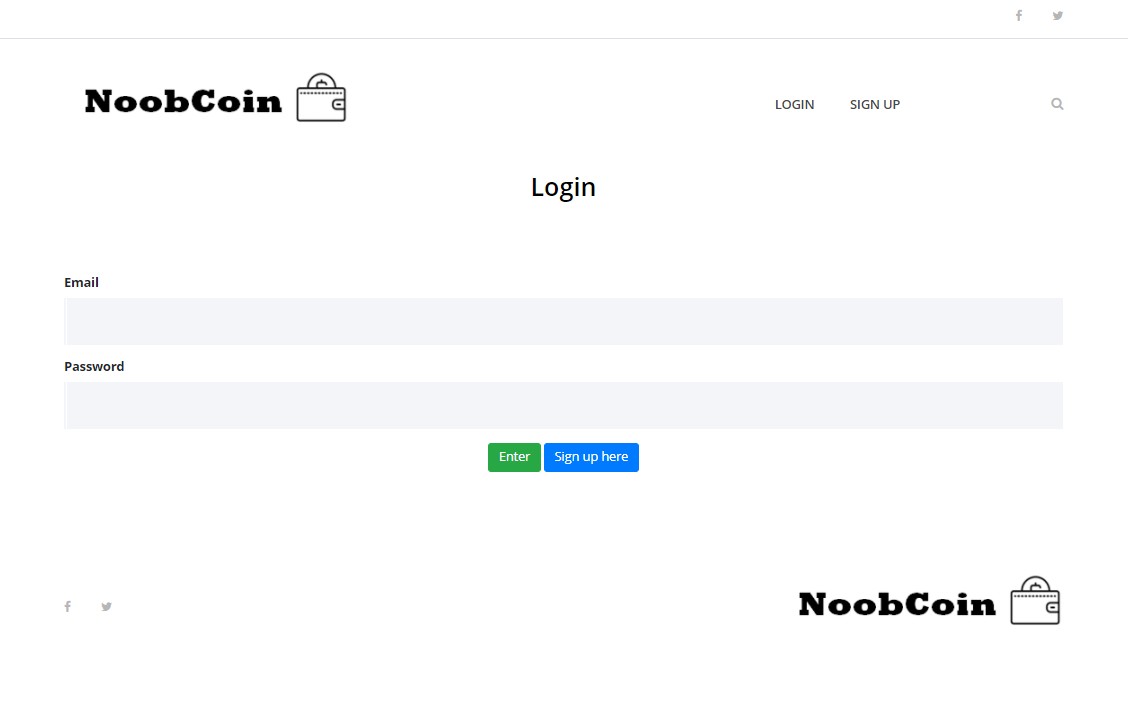 NoobCoin
LOGIN SIGN UP
Login
Email
Password
Enter Sign up here
NoobCoin